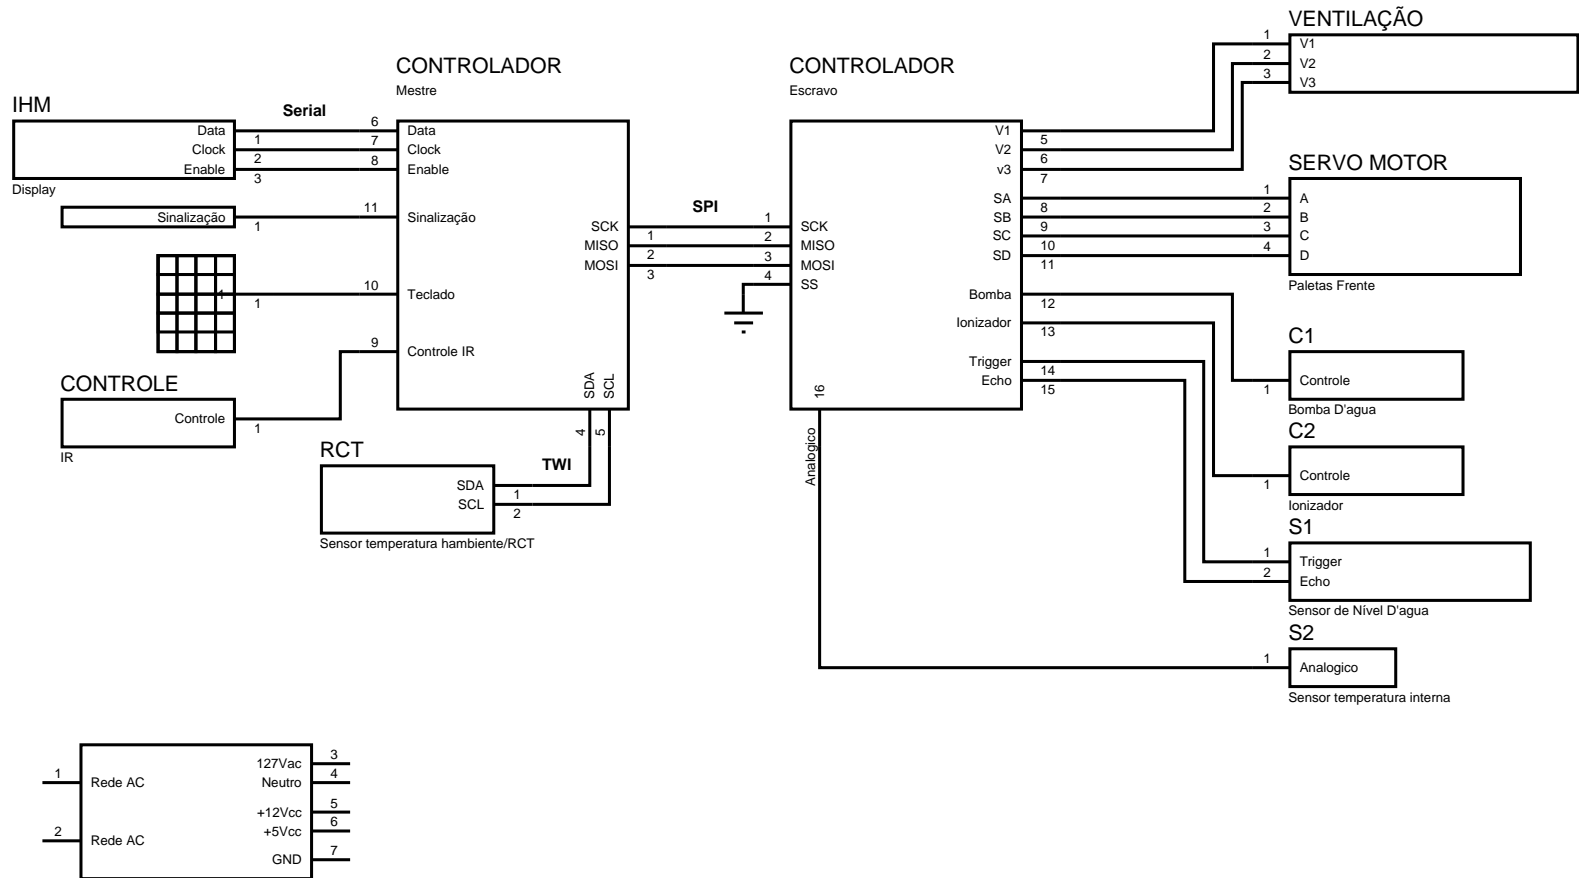 VENTILAÇÃO
1 V1
2 V2
3 V3
CONTROLADOR
Mestre
CONTROLADOR
Escravo
IHM
Serial
Data 1 6 Data
Clock 2 7 Clock
Enable 3 8 Enable
Display
Sinalização 1 11 Sinalização
1 1 10 Teclado
9 Controle IR
CONTROLE
Controle 1
IR
SCK 1
MISO 2
MOSI 3
SPI
1 SCK
2 MISO
3 MOSI
4 SS
SDA 4
SCL 5
RCT
TWI
SDA 1
SCL 2
Sensor temperatura hambiente/RCT
V1 5
V2 6
v3 7
SA 8
SB 9
SC 10
SD 11
Bomba 12
Ionizador 13
Trigger 14
Echo 15
16
Analogico
SERVO MOTOR
1 A
2 B
3 C
4 D
Paletas Frente
C1
1 Controle
Bomba D'agua
C2
1 Controle
Ionizador
S1
1 Trigger
2 Echo
Sensor de Nível D'agua
S2
1 Analogico
Sensor temperatura interna
1 Rede AC
2 Rede AC
127Vac 3
Neutro 4
+12Vcc 5
+5Vcc 6
GND 7